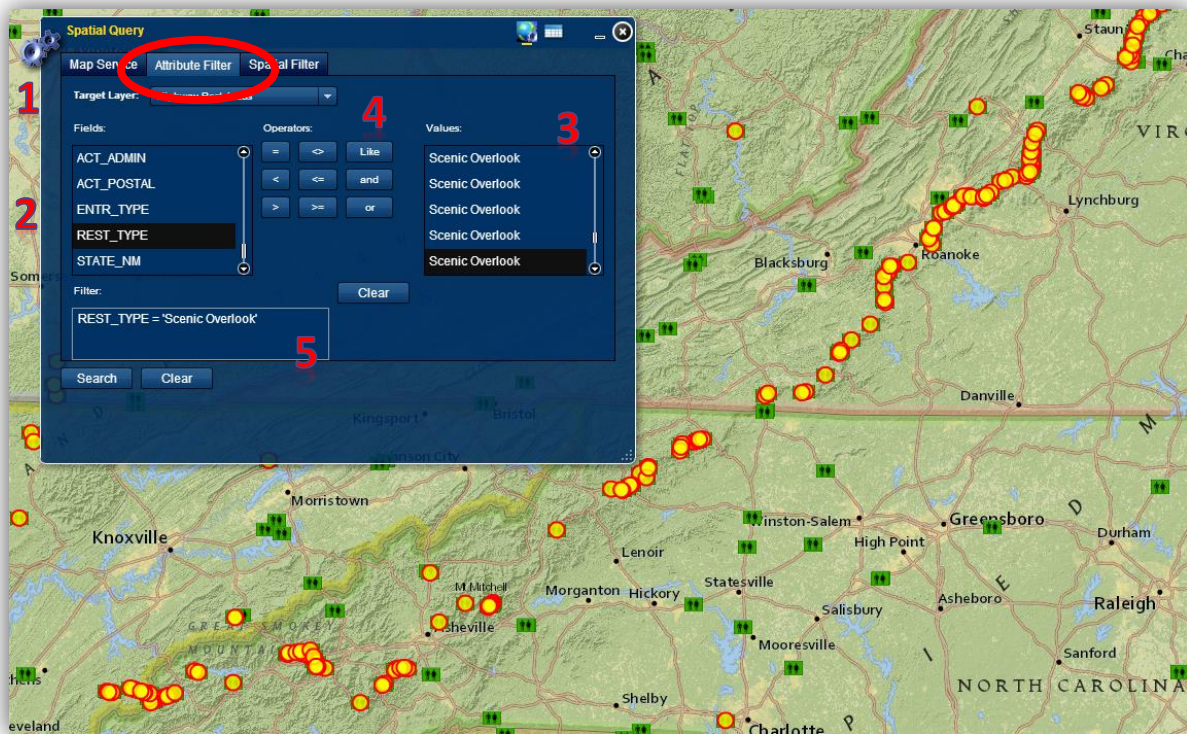 Spatial Query
Map Service Attribute Filter Spatial Filter
1
Target Layer:
4
3
Fields: Operators: Values:
ACT_ADMIN
ACT_POSTAL
ENTR_TYPE
REST_TYPE
STATE_NM
= <> Like
< <= and
> >= or
Scenic Overlook
Scenic Overlook
Scenic Overlook
Scenic Overlook
Scenic Overlook
2
Filter:
Clear
REST_TYPE = 'Scenic Overlook'
5
Search Clear
Kingsport
Bristol
Morristown
Knoxville
Lynchburg
Roanoke
Blacksburg
Danville
Winston-Salem
Greensboro
High Point
Durham
Lenoir
Mt Mitchell
Morganton
Hickory
Statesville
Salisbury
Asheboro
Raleigh
Asheville
Mooresville
Sanford
Shelby
Charlotte
NORTH CAROLINA
P I E D M